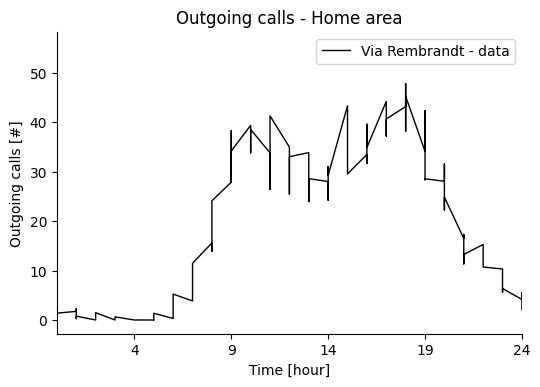 Outgoing calls - Home area
Via Rembrandt - data
Outgoing calls [#]
50
40
30
20
10
0
4 9 14 19 24
Time [hour]